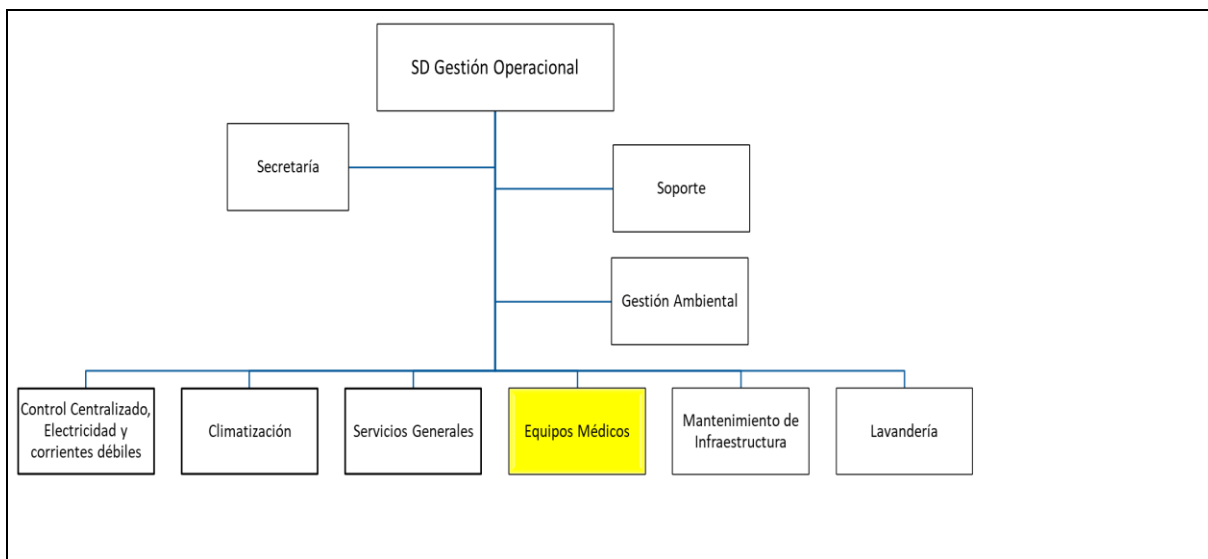 SD Gestión Operacional
Secretaría
Soporte
Gestión Ambiental
Control Centralizado,
Electricidad y
corrientes débiles
Climatización
Servicios Generales
Equipos Médicos
Mantenimiento de
Infraestructura
Lavandería